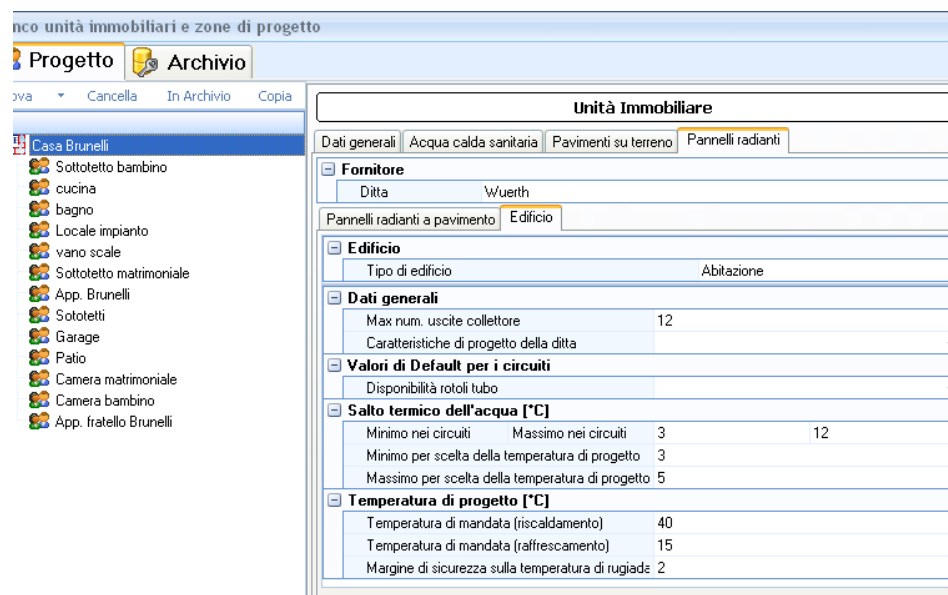 nco unità immobiliari e zone di progetto
Progetto Archivio
ova Cancella In Archivio Copia
Casa Brunelli
Sottotetto bambino
cucina
bagno
Locale impianto
vano scale
Sottotetto matrimoniale
App. Brunelli
Sototetti
Garage
Patio
Camera matrimoniale
Camera bambino
App. fratello Brunelli
Unità Immobiliare
Dati generali Acqua calda sanitaria Pavimenti su terreno Pannelli radianti
Fornitore
Ditta Wuerth
Pannelli radianti a pavimento Edificio
Edificio
Tipo di edificio Abitazione
Dati generali
Max num. uscite collettore 12
Caratteristiche di progetto della ditta
Valori di Default per i circuiti
Disponibilità rotoli tubo
Salto termico dell'acqua [°C]
Minimo nei circuiti Massimo nei circuiti 3 12
Minimo per scelta della temperatura di progetto 3
Massimo per scelta della temperatura di progetto 5
Temperatura di progetto [°C]
Temperatura di mandata (riscaldamento) 40
Temperatura di mandata (raffrescamento) 15
Margine di sicurezza sulla temperatura di rugiada 2